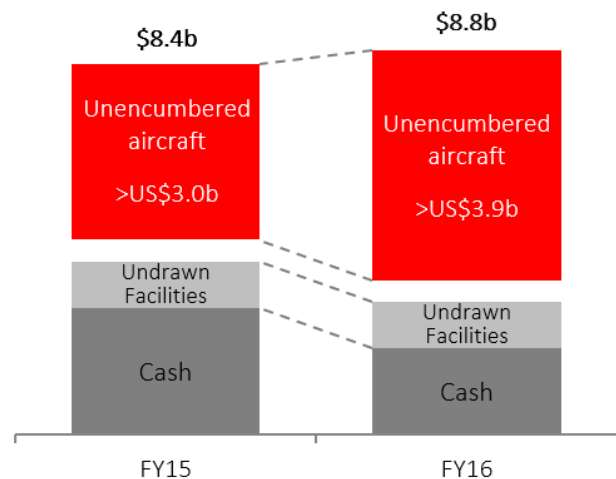 $8.4b
$8.8b
Unencumbered
aircraft
>US$3.0b
Unencumbered
aircraft
>US$3.9b
Undrawn
Facilities
Undrawn
Facilities
Cash
Cash
FY15
FY16